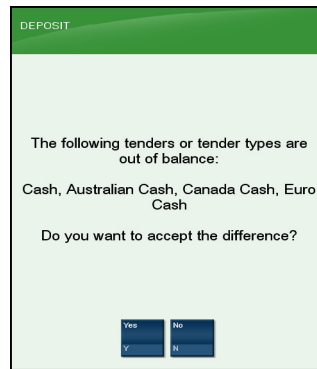 DEPOSIT
The following tenders or tender types are
out of balance:
Cash, Australian Cash, Canada Cash, Euro
Cash
Do you want to accept the difference?
Yes No
Y N